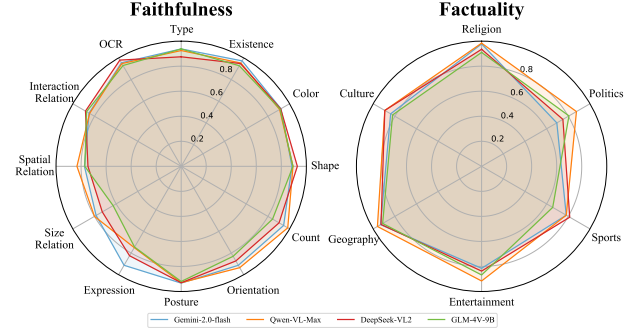 Faithfulness
Factuality
Type
OCR
Existence
Interaction
Relation
Color
Spatial
Relation
Shape
Size
Relation
Count
Expression
Orientation
Posture
0.8
0.6
0.4
0.2
Religion
Culture
Politics
Geography
Sports
Entertainment
0.8
0.6
0.4
0.2
Gemini-2.0-flash
Qwen-VL-Max
DeepSeek-VL2
GLM-4V-9B